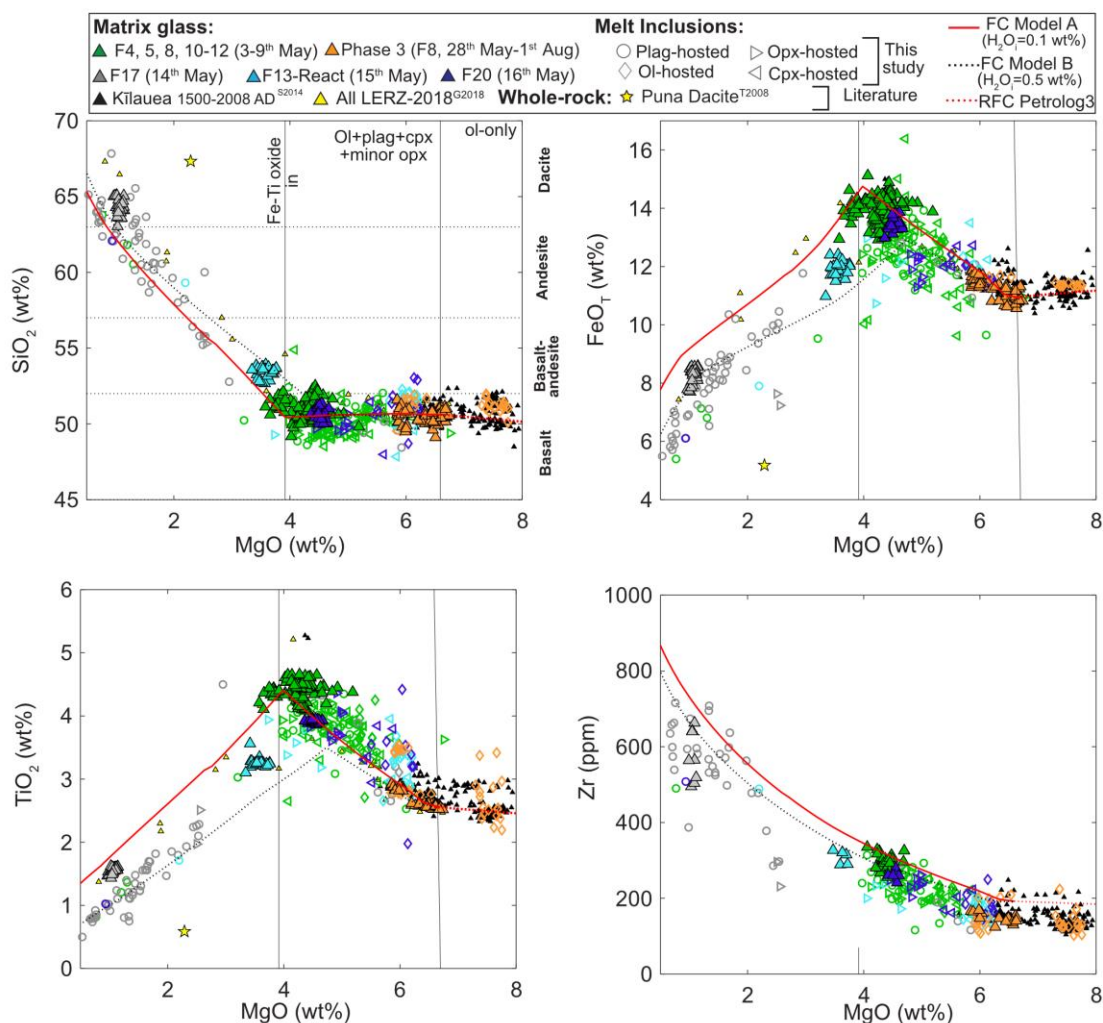 Matrix glass:
F4, 5, 8, 10-12 (3-9th May)
Phase 3 (F8, 28th May-1st Aug)
F17 (14th May)
F13-React (15th May)
F20 (16th May)
Kīlauea 1500-2008 AD S2014
All LERZ-2018 G2018
Whole-rock:
Puna Dacite T2008
Melt Inclusions:
Plag-hosted
Opx-hosted
Ol-hosted
Cpx-hosted
This
study
Literature
FC Model A
(H2Oi=0.1 wt%)
FC Model B
(H2Oi=0.5 wt%)
RFC Petrolog3
70
65
60
55
50
45
SiO2 (wt%)
2
4
6
8
MgO (wt%)
Fe-Ti oxide
in
Ol+plag+cpx
+minor opx
ol-only
Dacite
Andesite
Basalt-
andesite
Basalt
16
14
12
10
8
6
4
FeOT (wt%)
2
4
6
8
MgO (wt%)
6
5
4
3
2
1
0
TiO2 (wt%)
2
4
6
8
MgO (wt%)
1000
800
600
400
200
0
Zr (ppm)
2
4
6
8
MgO (wt%)